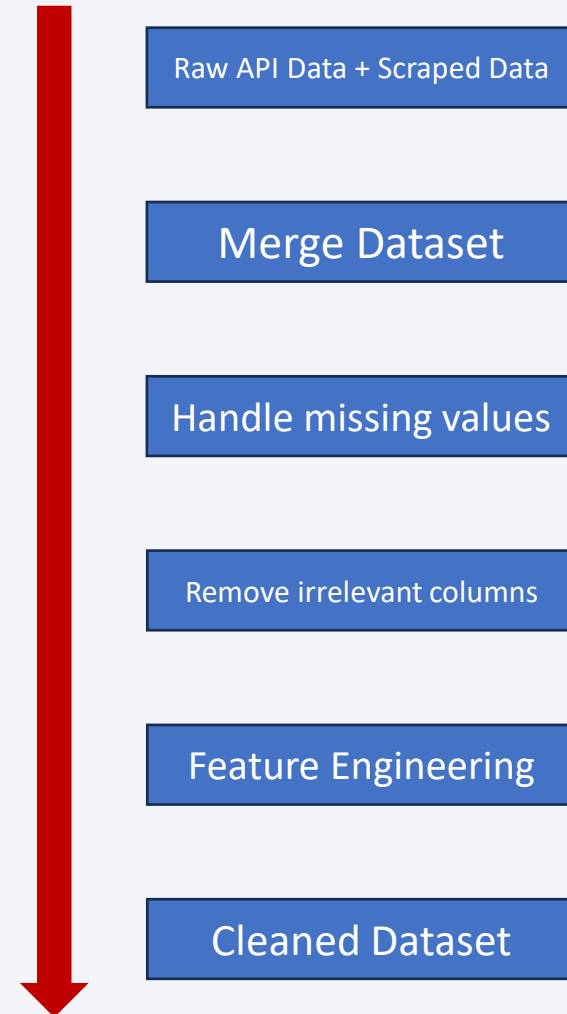 Raw API Data + Scraped Data
Merge Dataset
Handle missing values
Remove irrelevant columns
Feature Engineering
Cleaned Dataset